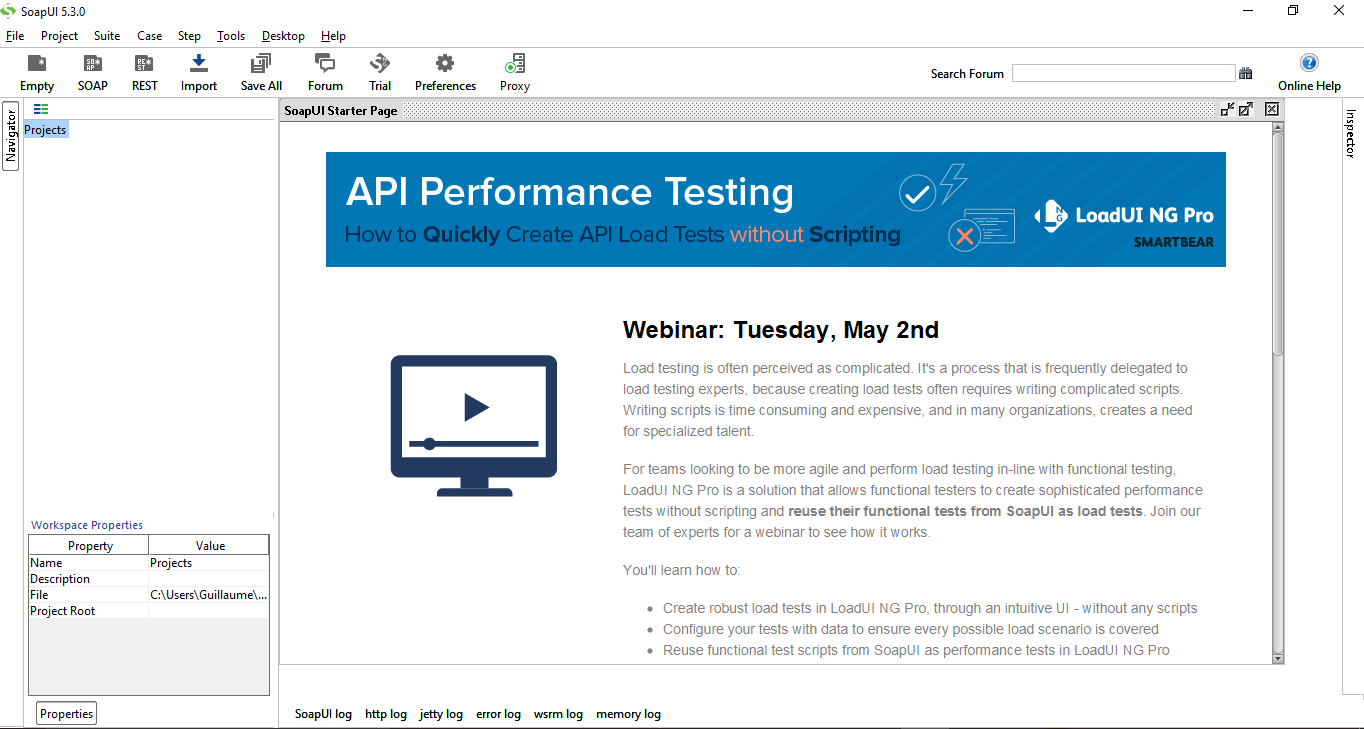 SoapUI 5.3.0
File Project Suite Case Step Tools Desktop Help
Empty SOAP REST Import Save All Forum Trial Preferences Proxy Search Forum Online Help
Navigator
Projects
SoapUI Starter Page
Inspector
API Performance Testing
How to Quickly Create API Load Tests without Scripting
NG
LoadUI NG Pro
SMARTBEAR
Webinar: Tuesday, May 2nd
Load testing is often perceived as complicated. It's a process that is frequently delegated to
load testing experts, because creating load tests often requires writing complicated scripts.
Writing scripts is time consuming and expensive, and in many organizations, creates a need
for specialized talent.
For teams looking to be more agile and perform load testing in-line with functional testing,
LoadUI NG Pro is a solution that allows functional testers to create sophisticated performance
tests without scripting and reuse their functional tests from SoapUI as load tests. Join our
team of experts for a webinar to see how it works.
You'll learn how to:
Create robust load tests in LoadUI NG Pro, through an intuitive UI - without any scripts
Configure your tests with data to ensure every possible load scenario is covered
Reuse functional test scripts from SoapUI as performance tests in LoadUI NG Pro
Workspace Properties
Property Value
Name Projects
Description
File C:\Users\Guillaume\...
Project Root
Properties
SoapUI log http log jetty log error log wsrm log memory log